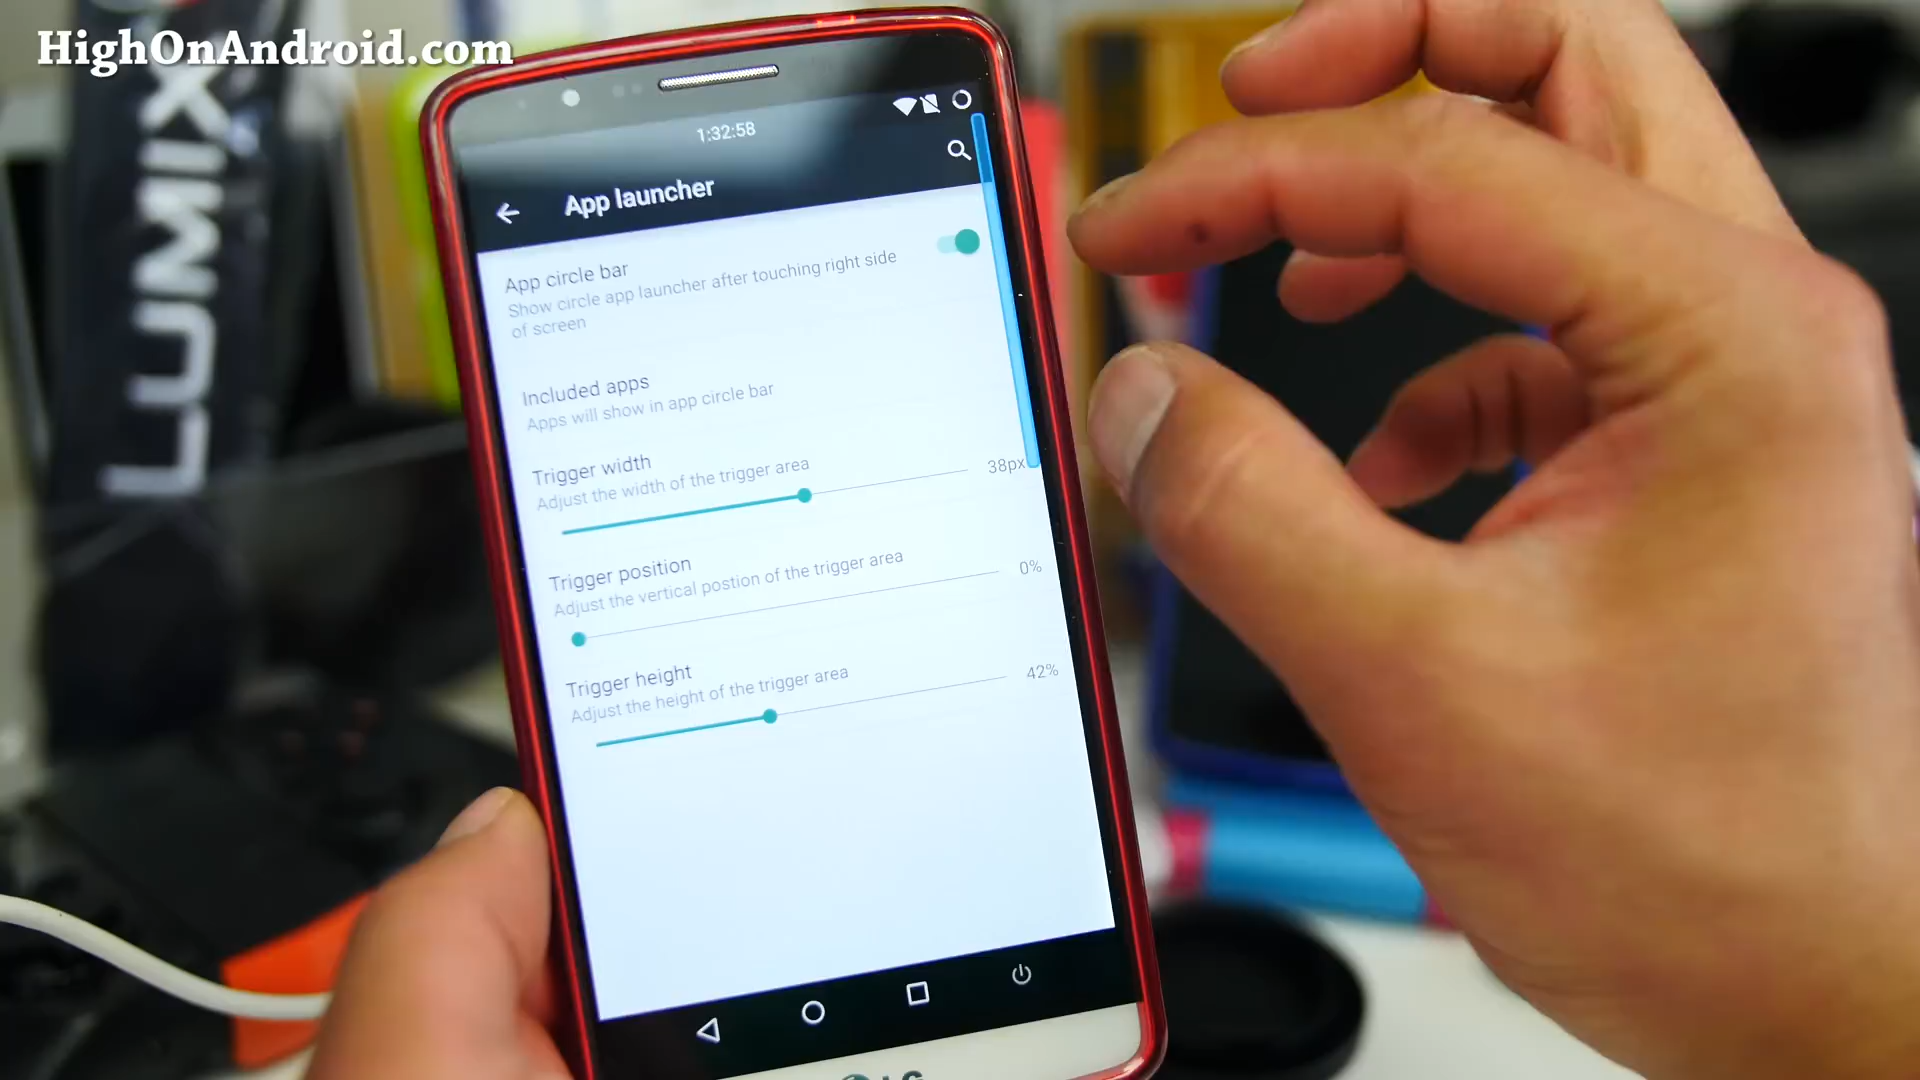 HighOnAndroid.com
LUMIX
1:32:58
App launcher
App circle bar
Show circle app launcher after touching right side
of screen
Included apps
Apps will show in app circle bar
Trigger width
Adjust the width of the trigger area
38px
Trigger position
Adjust the vertical postion of the trigger area
0%
Trigger height
Adjust the height of the trigger area
42%
LG